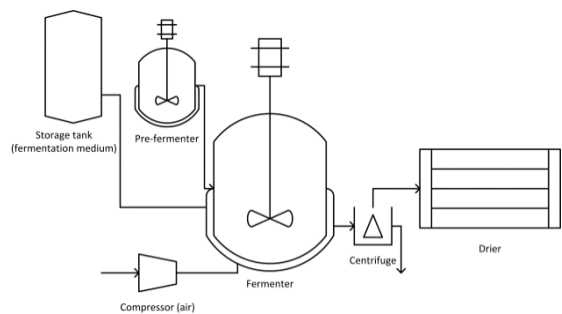 Storage tank
(fermentation medium)
Pre-fermenter
Fermenter
Centrifuge
Drier
Compressor (air)